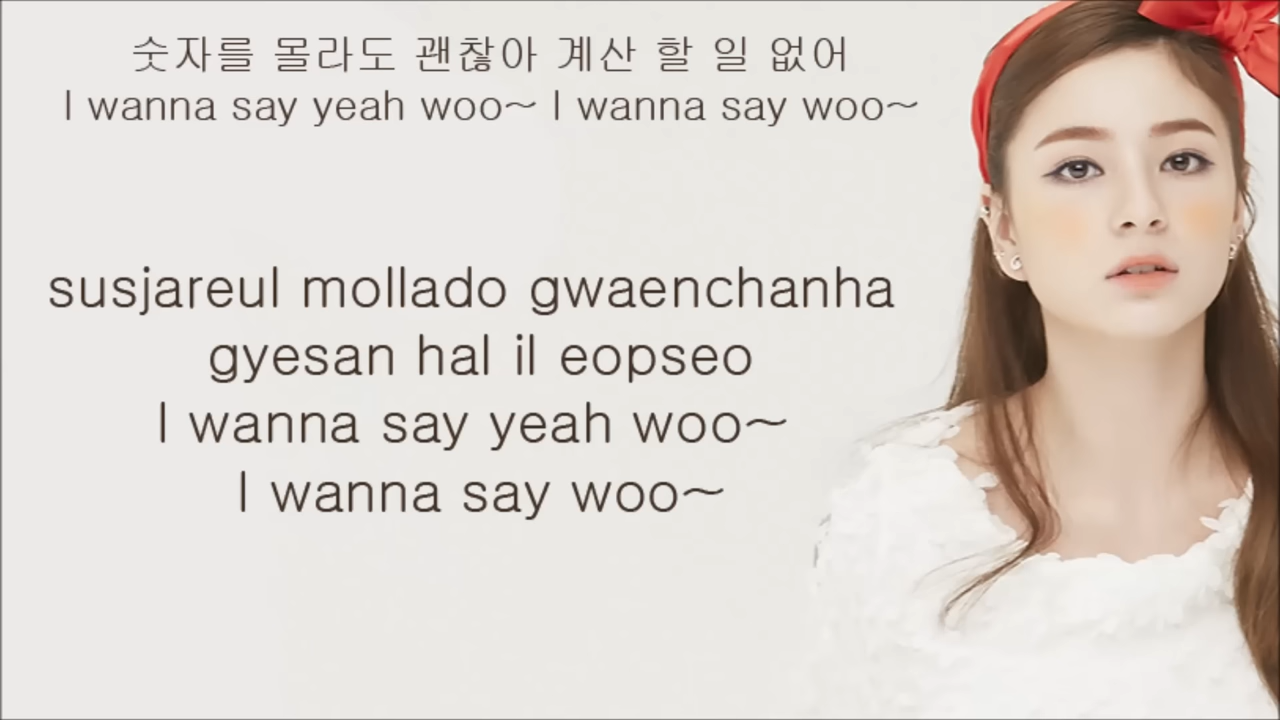 숫자를 몰라도 괜찮아 계산 할 일 없어
I wanna say yeah woo~ I wanna say woo~
susjareul mollado gwaenchanha
gyesan hal il eopseo
I wanna say yeah woo~
I wanna say woo~